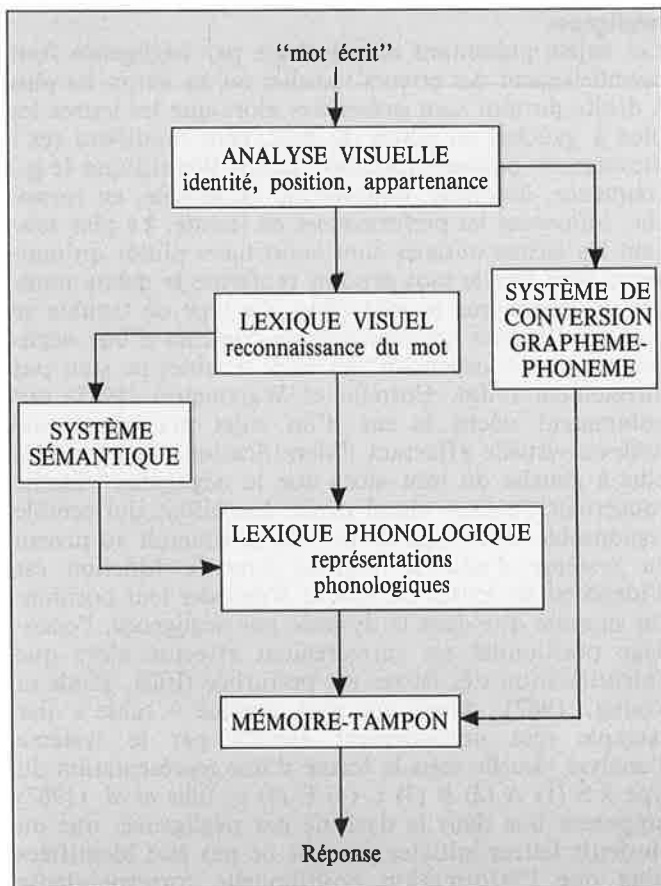 "mot écrit"
ANALYSE VISUELLE
identité, position, appartenance
LEXIQUE VISUEL
reconnaissance du mot
SYSTÈME DE
CONVERSION
GRAPHEME-
PHONEME
SYSTÈME
SÉMANTIQUE
LEXIQUE PHONOLOGIQUE
représentations
phonologiques
MÉMOIRE-TAMPON
Réponse